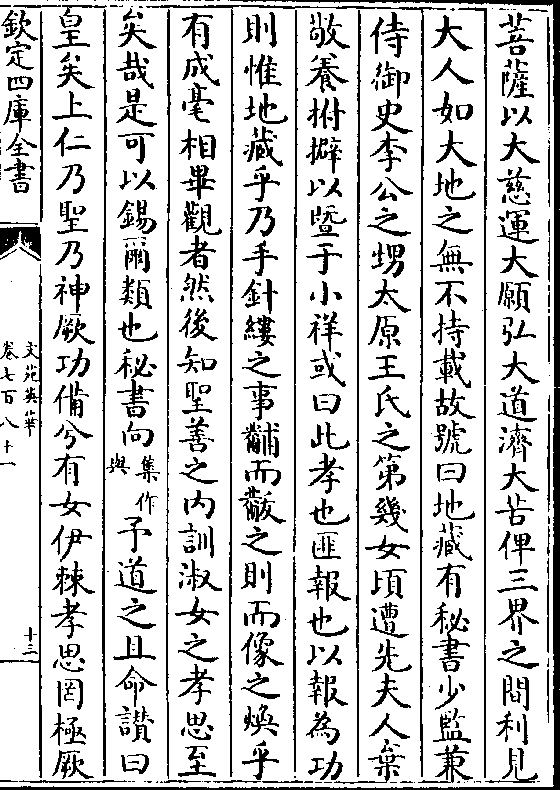 菩薩以大慈運大願弘大道濟大苦俾三界之間利見
大人如大地之無不持載故號曰地藏有秘書少監兼
侍御史李公之甥太原王氏之第幾女頃遭先夫人棄
敬養柎擗以曁于小祥或曰此孝也匪報也以報為功
則惟地藏乎乃手針縷之事黼而黻之則而像之煥乎
有成毫相畢觀者然後知聖善之内訓淑女之孝思至
矣哉是可以錫爾類也秘書向集作與予道之且命讃曰
皇矣上仁乃聖乃神厥功備兮有女伊棘孝思罔極厥
欽定四庫全書
文苑英華
卷七百八十一
十三